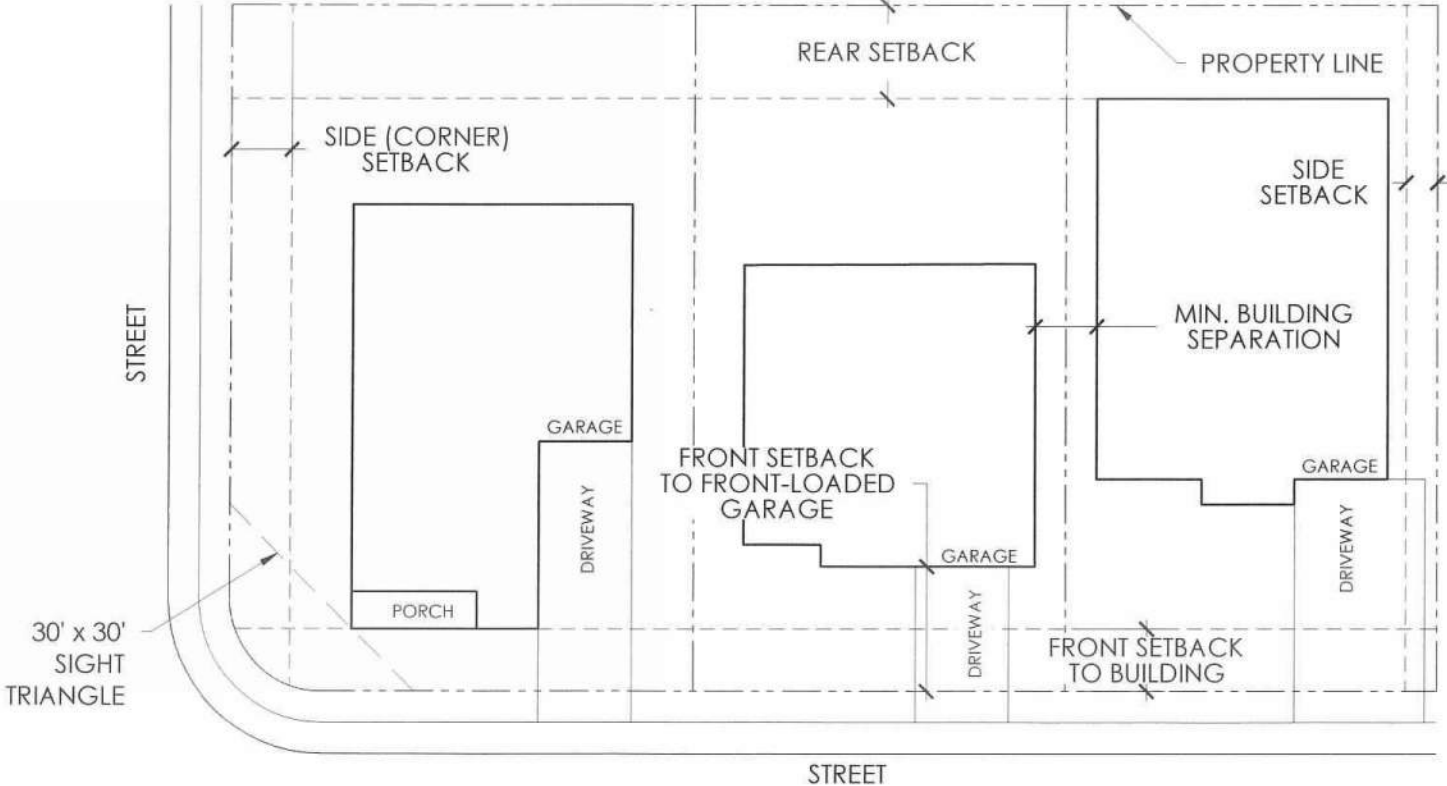 REAR SETBACK
PROPERTY LINE
SIDE (CORNER)
SETBACK
SIDE
SETBACK
STREET
MIN. BUILDING
SEPARATION
GARAGE
FRONT SETBACK
TO FRONT-LOADED
GARAGE
GARAGE
DRIVEWAY
GARAGE
DRIVEWAY
PORCH
DRIVEWAY
30' x 30'
SIGHT
TRIANGLE
FRONT SETBACK
TO BUILDING
STREET